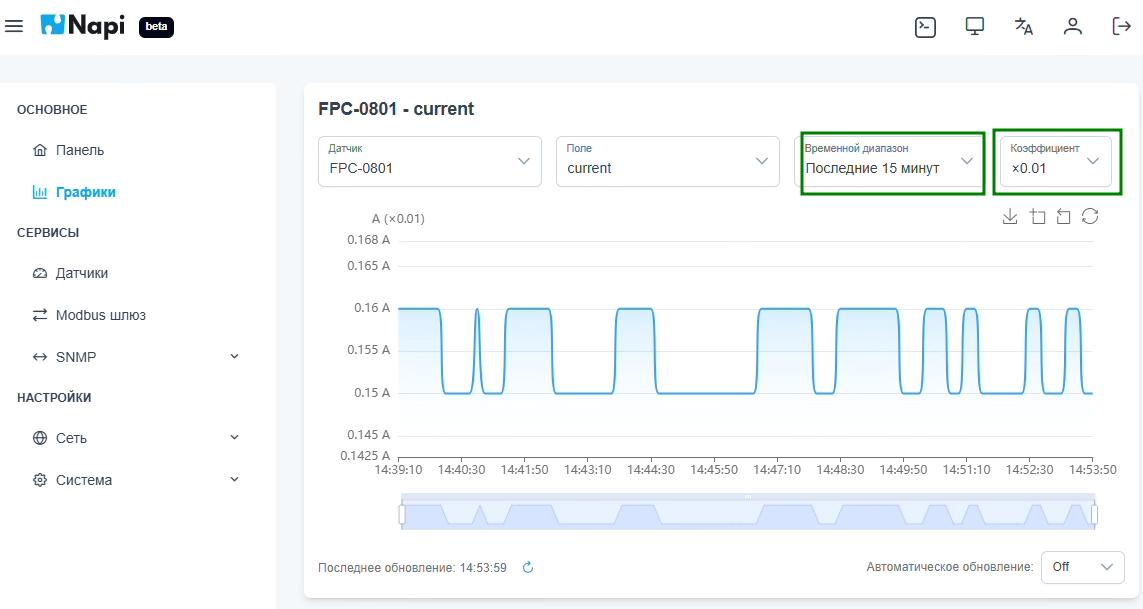 Napi beta
ОСНОВНОЕ
Панель
Графики
СЕРВИСЫ
Датчики
Modbus шлюз
SNMP
НАСТРОЙКИ
Сеть
Система
FPC-0801 - current
Датчик
FPC-0801
Поле
current
Временной диапазон
Последние 15 минут
Коэффициент
×0.01
A (×0.01)
0.168 A
0.165 A
0.16 A
0.155 A
0.15 A
0.145 A
0.1425 A
14:39:10 14:40:30 14:41:50 14:43:10 14:44:30 14:45:50 14:47:10 14:48:30 14:49:50 14:51:10 14:52:30 14:53:50
Последнее обновление: 14:53:59
Автоматическое обновление: Off